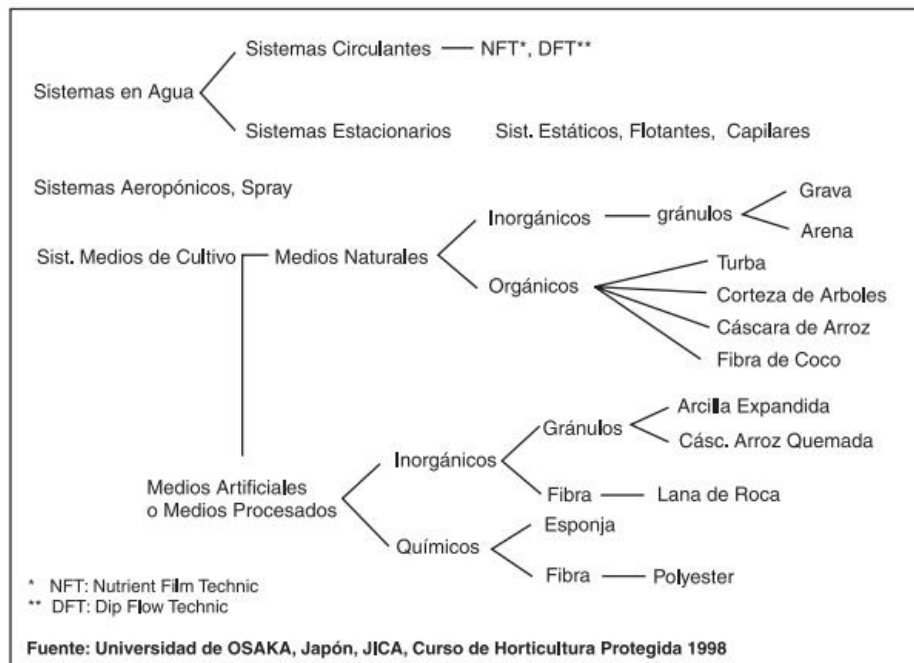 Sistemas Circulantes
NFT*, DFT**
Sistemas en Agua
Sistemas Estacionarios
Sist. Estáticos, Flotantes, Capilares
Sistemas Aeropónicos, Spray
Grava
Inorgánicos
gránulos
Arena
Sist. Medios de Cultivo
Medios Naturales
Turba
Orgánicos
Corteza de Arboles
Cáscara de Arroz
Fibra de Coco
Arcilla Expandida
Gránulos
Cásc. Arroz Quemada
Inorgánicos
Medios Artificiales
o Medios Procesados
Fibra
Lana de Roca
Esponja
Químicos
Fibra
Polyester
* NFT: Nutrient Film Technic
** DFT: Dip Flow Technic
Fuente: Universidad de OSAKA, Japón, JICA, Curso de Horticultura Protegida 1998